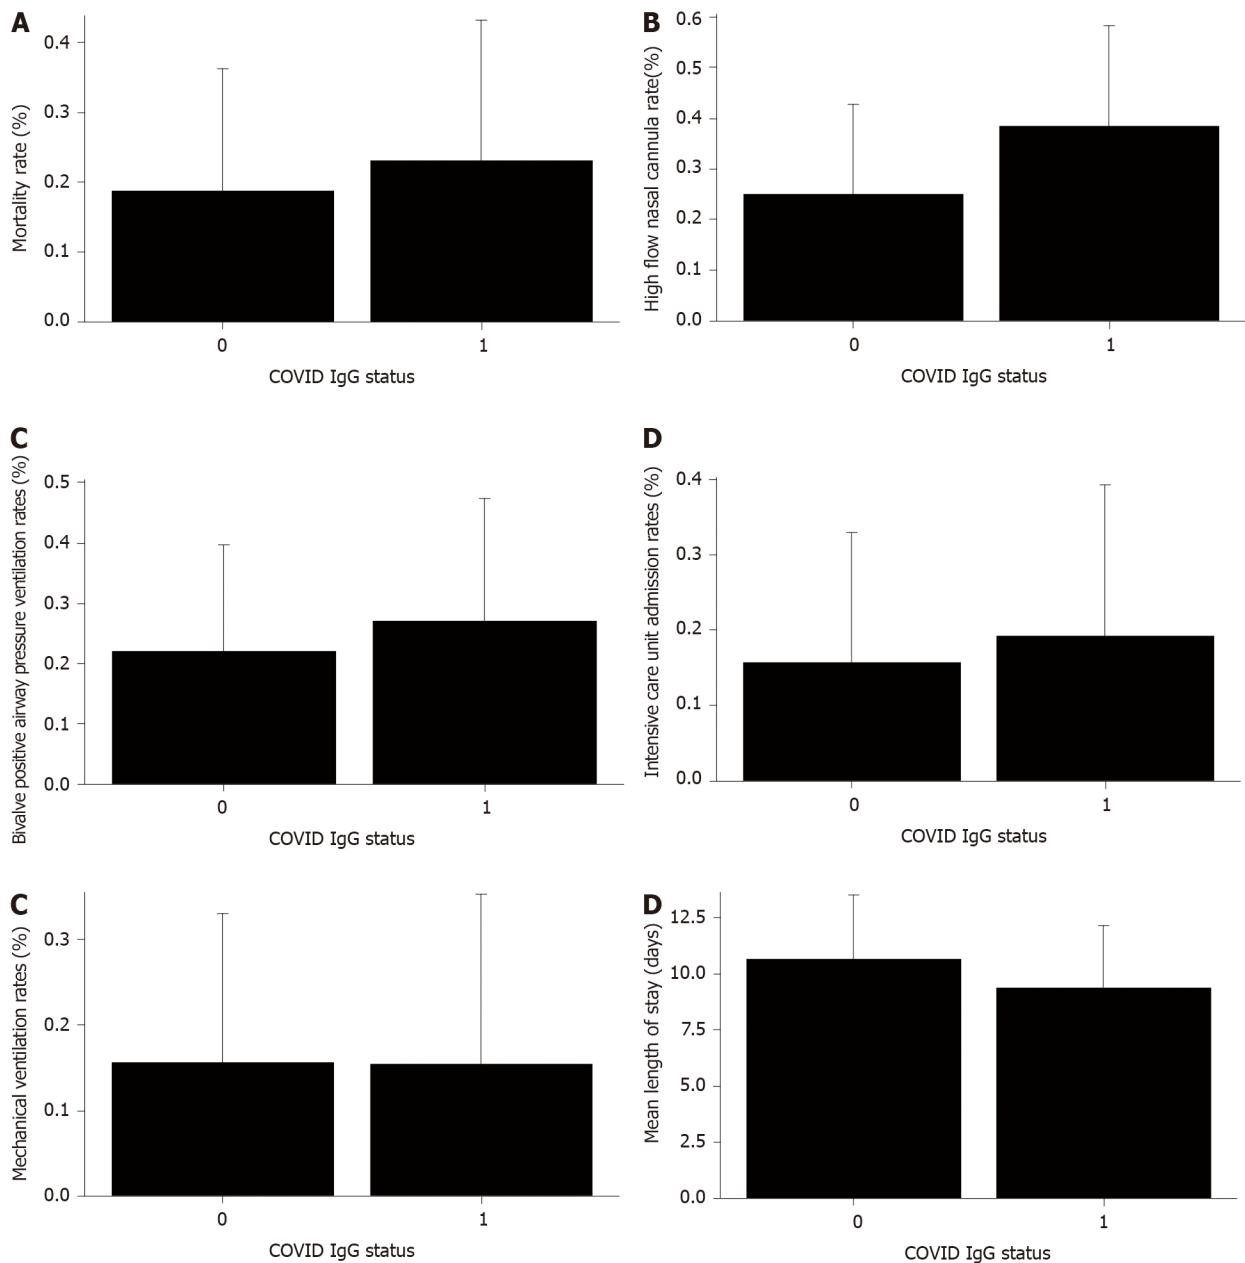 A
Mortality rate (%)
0.4
0.3
0.2
0.1
0.0
0
1
COVID IgG status
B
High flow nasal cannula rate(%)
0.6
0.5
0.4
0.3
0.2
0.1
0.0
0
1
COVID IgG status
C
Bivalve positive airway pressure ventilation rates (%)
0.5
0.4
0.3
0.2
0.1
0.0
0
1
COVID IgG status
D
Intensive care unit admission rates (%)
0.4
0.3
0.2
0.1
0.0
0
1
COVID IgG status
C
Mechanical ventilation rates (%)
0.3
0.2
0.1
0.0
0
1
COVID IgG status
D
Mean length of stay (days)
12.5
10.0
7.5
5.0
2.5
0.0
0
1
COVID IgG status